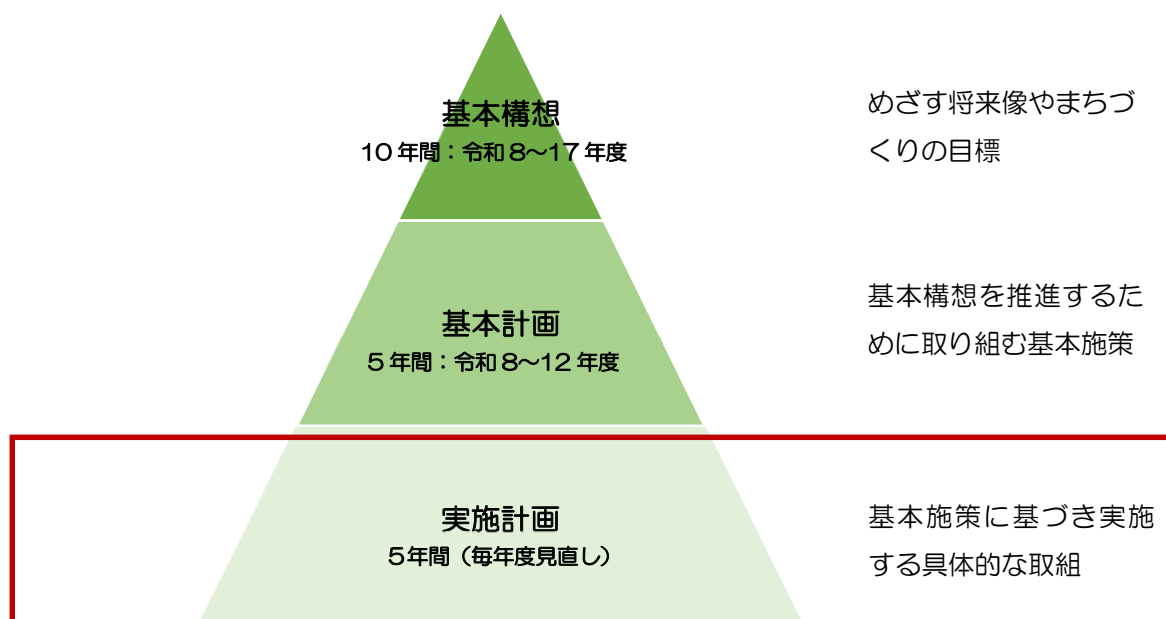 基本構想
10年間：令和8～17年度
めざす将来像やまちづ
くりの目標
基本計画
5年間：令和8～12年度
基本構想を推進するた
めに取り組む基本施策
実施計画
5年間（毎年度見直し）
基本施策に基づき実施
する具体的な取組